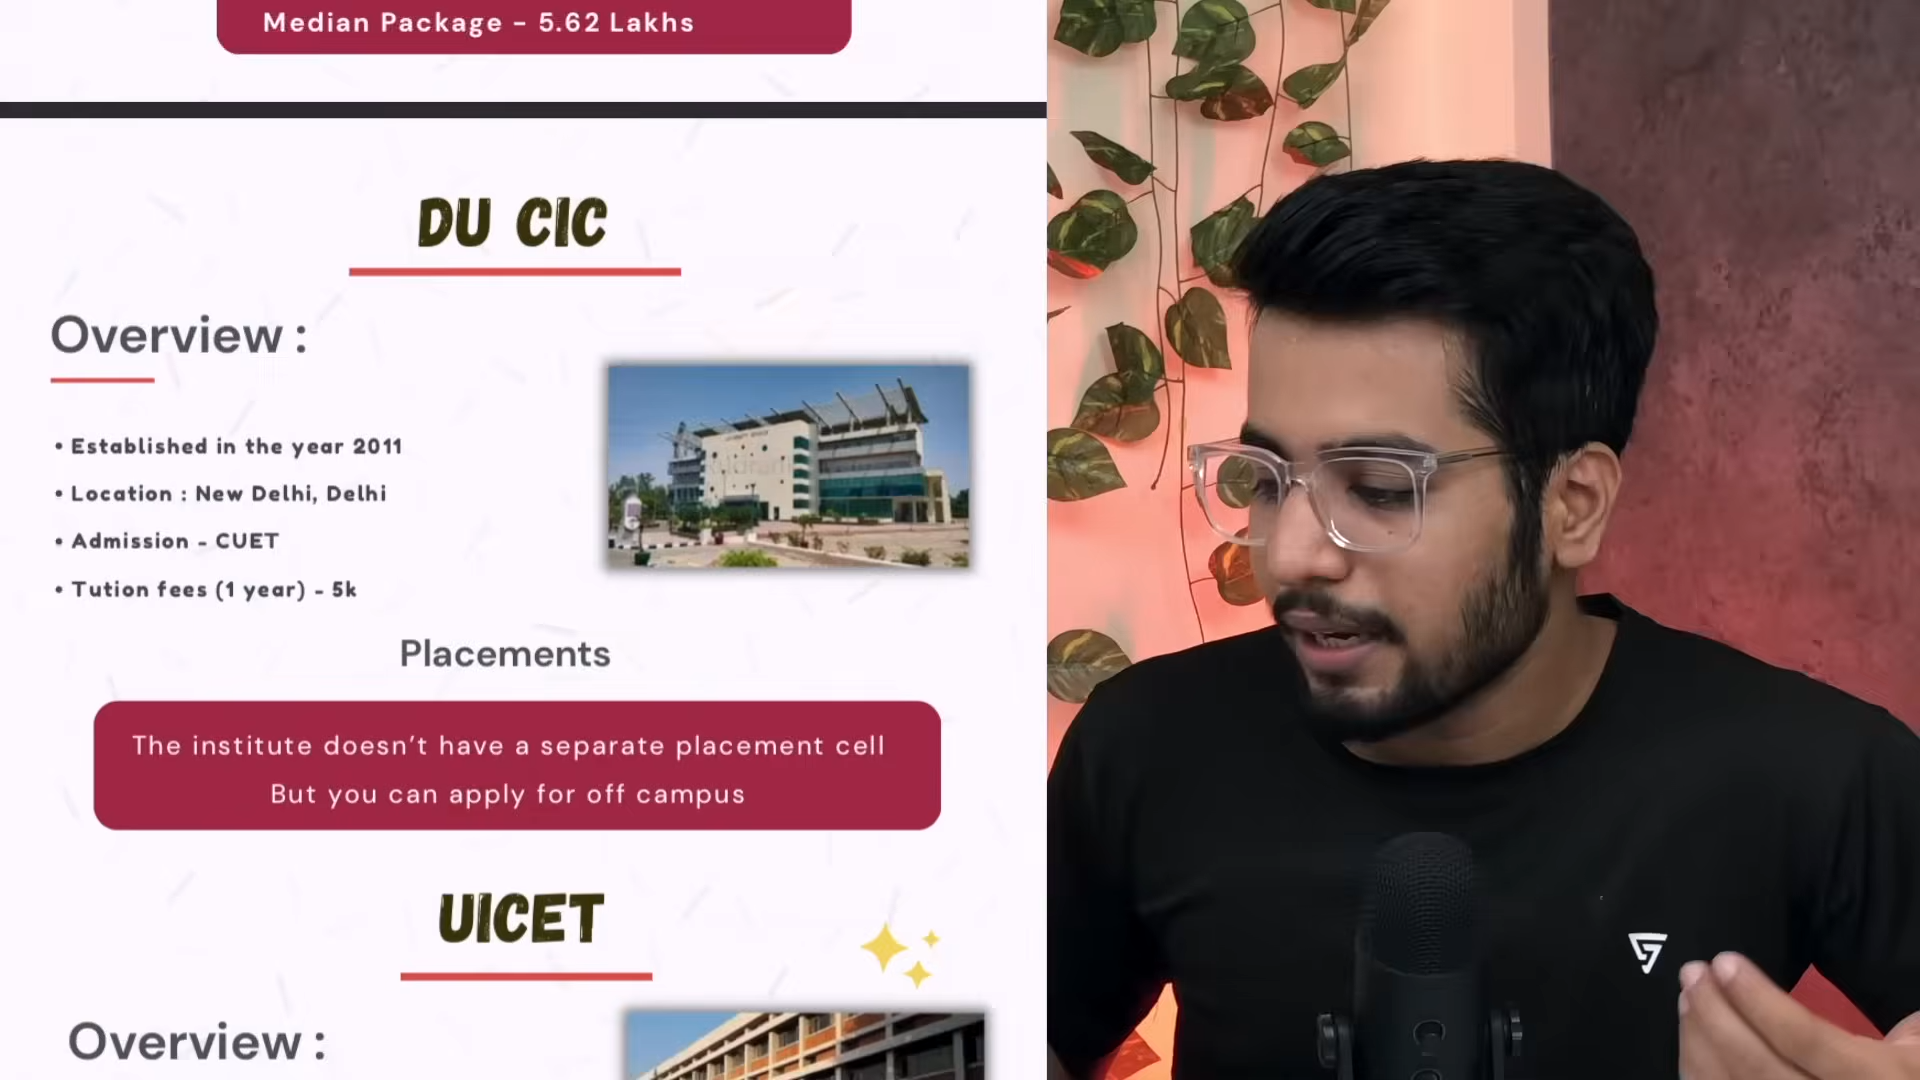 Median Package - 5.62 Lakhs
DU CIC
Overview :
• Established in the year 2011
• Location : New Delhi, Delhi
• Admission - CUET
• Tution fees (1 year) - 5k
Placements
The institute doesn't have a separate placement cell
But you can apply for off campus
UICET
Overview :